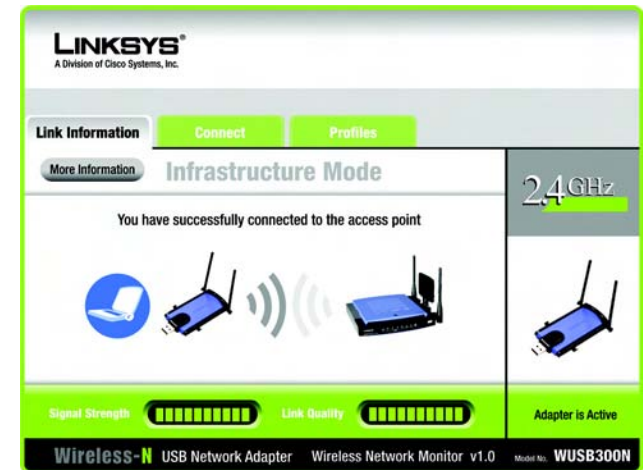 LINKSYS®
A Division of Cisco Systems, Inc.
Link Information Connect Profiles
More Information Infrastructure Mode
2.4GHz
You have successfully connected to the access point
Signal Strength Link Quality Adapter is Active
Wireless-N USB Network Adapter Wireless Network Monitor v1.0 Model No. WUSB300N